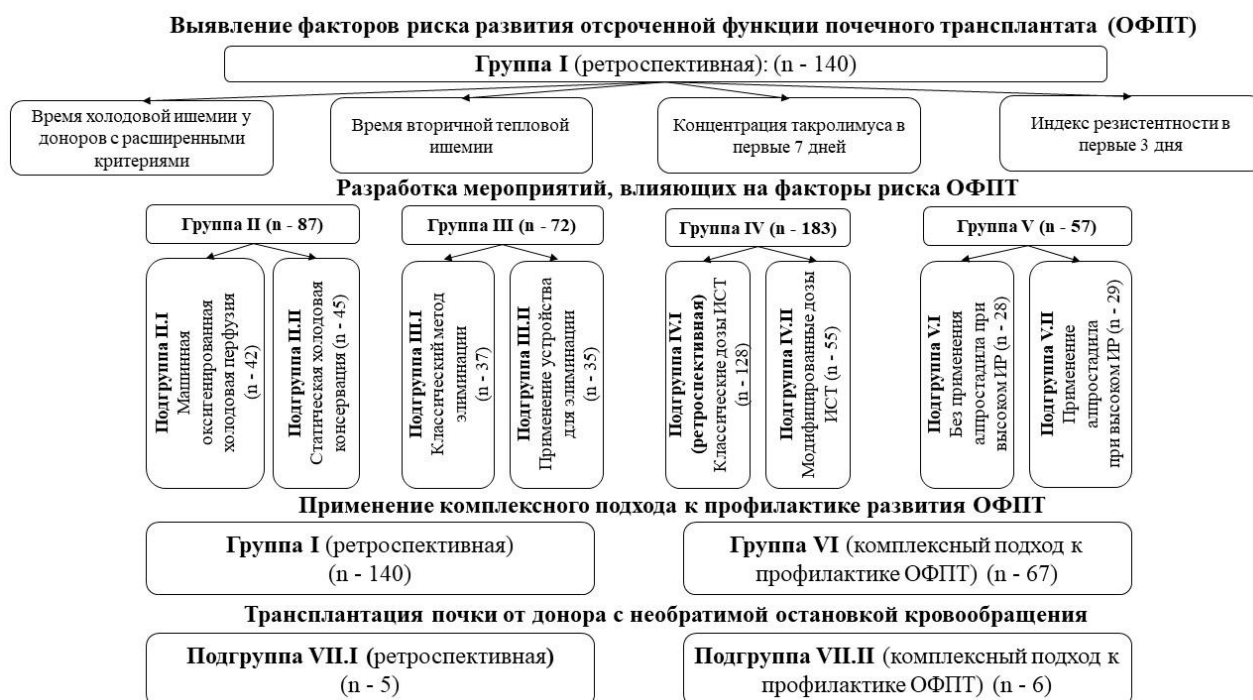 Выявление факторов риска развития отсроченной функции почечного трансплантата (ОФПТ)
Группа I (ретроспективная): (n - 140)
Время холодовой ишемии у
доноров с расширенными
критериями
Время вторичной тепловой
ишемии
Концентрация такролимуса в
первые 7 дней
Индекс резистентности в
первые 3 дня
Разработка мероприятий, влияющих на факторы риска ОФПТ
Группа II (n - 87)
Группа III (n - 72)
Группа IV (n - 183)
Группа V (n - 57)
Подгруппа II.I
Машинная
оксигенированная
холодовая перфузия
(n - 42)
Подгруппа II.II
Статическая холодовая
консервация (n - 45)
Подгруппа III.I
Классический метод
элиминации
(n - 37)
Подгруппа III.II
Применение устройства
для элиминации
(n - 35)
Подгруппа IV.I
(ретроспективная)
Классические дозы ИСТ
(n - 128)
Подгруппа IV.II
Модифицированные дозы
ИСТ (n - 55)
Подгруппа V.I
Без применения
алпростадила при
высоком ИР (n - 28)
Подгруппа V.II
Применение
алпростадила
при высоком ИР (n - 29)
Применение комплексного подхода к профилактике развития ОФПТ
Группа I (ретроспективная)
(n - 140)
Группа VI (комплексный подход к
профилактике ОФПТ) (n - 67)
Трансплантация почки от донора с необратимой остановкой кровообращения
Подгруппа VII.I (ретроспективная)
(n - 5)
Подгруппа VII.II (комплексный подход к
профилактике ОФПТ) (n - 6)